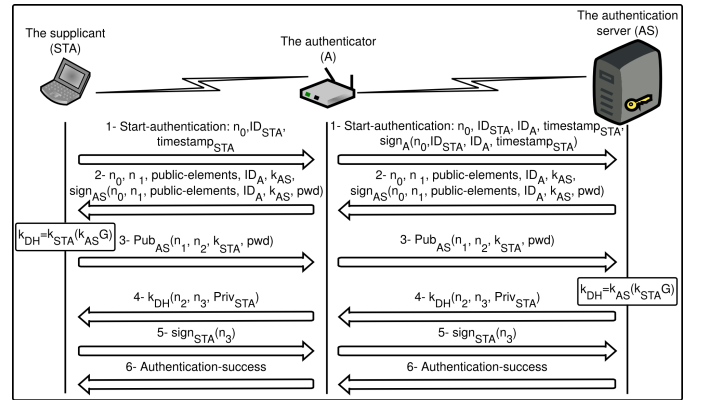 The supplicant
(STA)
The authenticator
(A)
The authentication
server (AS)
1- Start-authentication: n0,IDSTA,
timestampSTA
1- Start-authentication: n0, IDSTA, IDA, timestampSTA,
signA(n0,IDSTA, IDA, timestampSTA)
2- n0, n1, public-elements, IDA, kAS,
signAS(n0, n1, public-elements, IDA, kAS, pwd)
2- n0, n1, public-elements, IDA, kAS,
signAS(n0, n1, public-elements, IDA, kAS, pwd)
kDH=kSTA(kASG)
3- PubAS(n1, n2, kSTA, pwd)
3- PubAS(n1, n2, kSTA, pwd)
kDH=kAS(kSTAG)
4- kDH(n2, n3, PrivSTA)
4- kDH(n2, n3, PrivSTA)
5- signSTA(n3)
5- signSTA(n3)
6- Authentication-success
6- Authentication-success